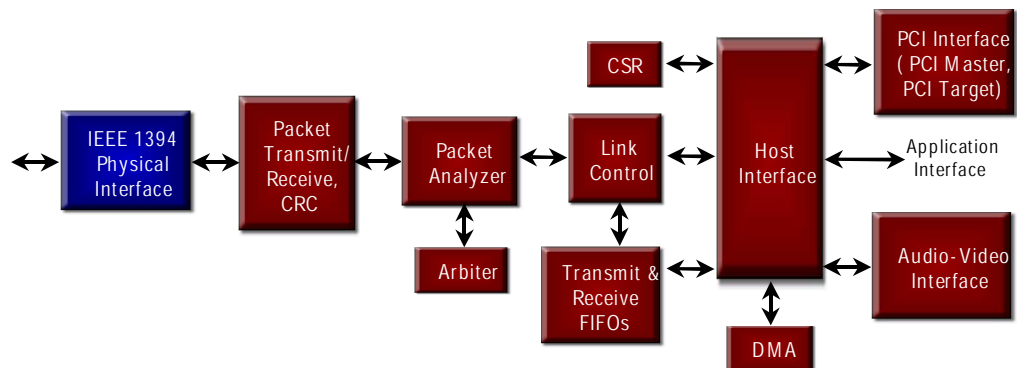 IEEE 1394
Physical
Interface
Packet
Transmit/
Receive,
CRC
Packet
Analyzer
Arbiter
CSR
Link
Control
Transmit &
Receive
FIFOs
Host
Interface
DMA
PCI Interface
( PCI Master,
PCI Target)
Application
Interface
Audio-Video
Interface